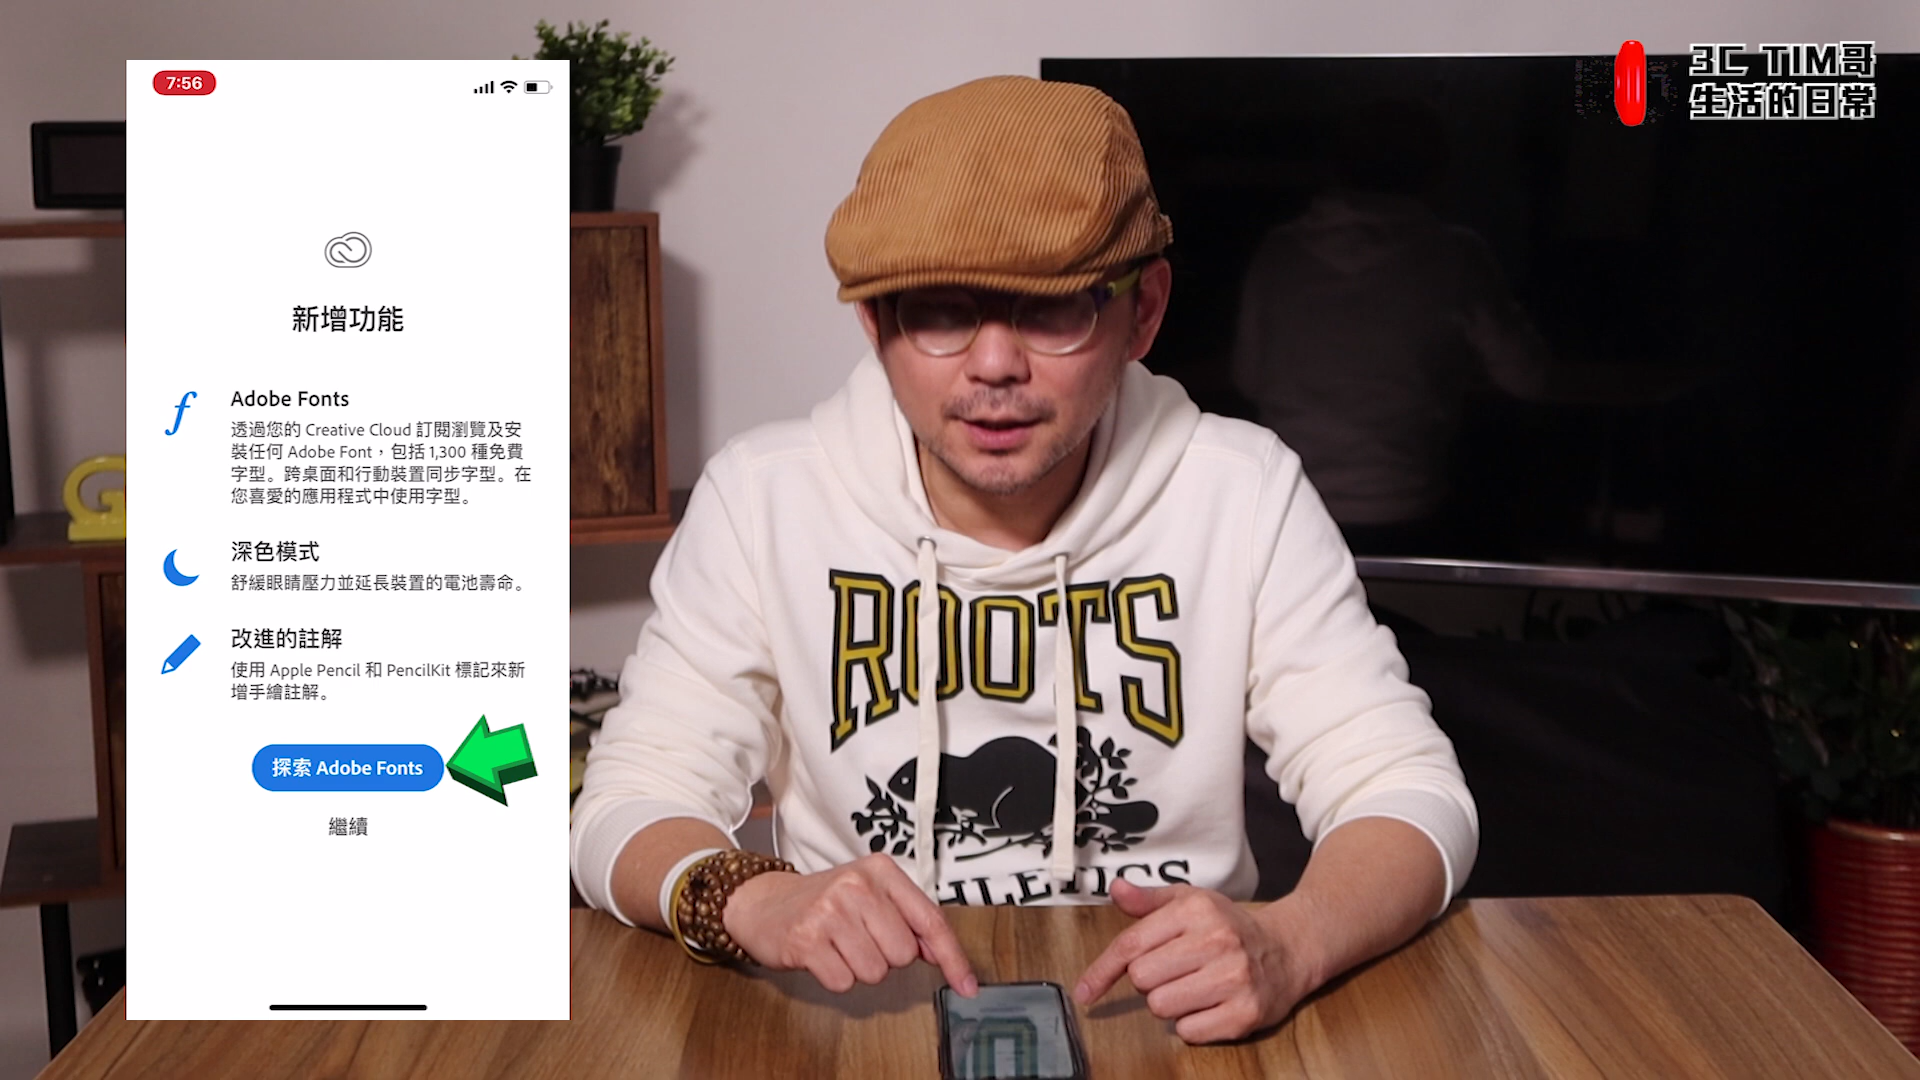 7:56
新增功能
Adobe Fonts
透過您的 Creative Cloud 訂閱瀏覽及安
裝任何 Adobe Font，包括 1,300 種免費
字型。跨桌面和行動裝置同步字型。在
您喜愛的應用程式中使用字型。
深色模式
舒緩眼睛壓力並延長裝置的電池壽命。
改進的註解
使用 Apple Pencil 和 PencilKit 標記來新
增手繪註解。
探索 Adobe Fonts
繼續
3C TIM哥
生活的日常
ROOTS